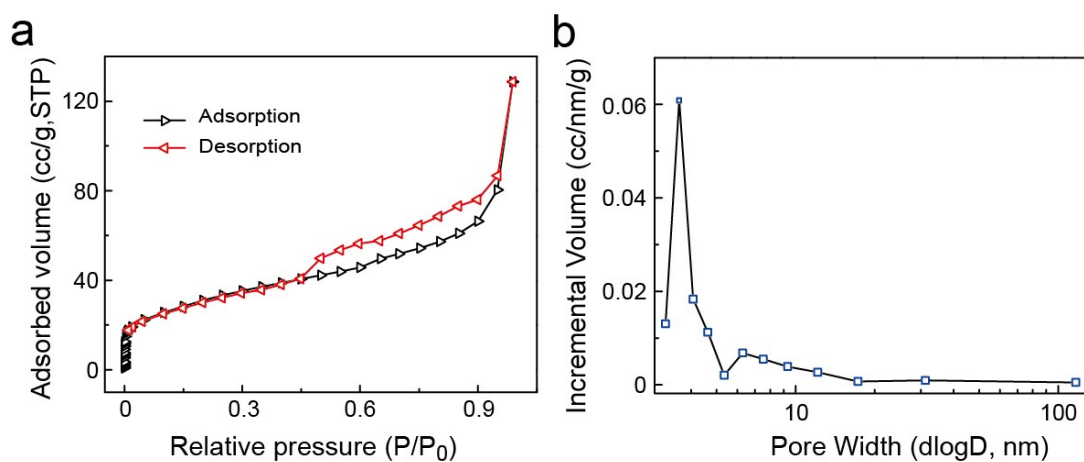 a
Adsorbed volume (cc/g,STP)
120
80
40
0
Adsorption
Desorption
0 0.3 0.6 0.9
Relative pressure (P/P0)
b
Incremental Volume (cc/nm/g)
0.06
0.04
0.02
0
10 100
Pore Width (dlogD, nm)